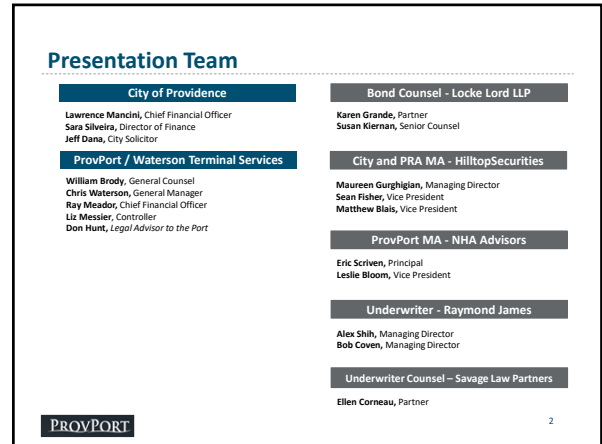 Presentation Team
City of Providence
Lawrence Mancini, Chief Financial Officer
Sara Silveira, Director of Finance
Jeff Dana, City Solicitor
ProvPort / Waterson Terminal Services
William Brody, General Counsel
Chris Waterson, General Manager
Ray Meador, Chief Financial Officer
Liz Messier, Controller
Don Hunt, Legal Advisor to the Port
Bond Counsel - Locke Lord LLP
Karen Grande, Partner
Susan Kiernan, Senior Counsel
City and PRA MA - HilltopSecurities
Maureen Gurghigian, Managing Director
Sean Fisher, Vice President
Matthew Blais, Vice President
ProvPort MA - NHA Advisors
Eric Scriven, Principal
Leslie Bloom, Vice President
Underwriter - Raymond James
Alex Shih, Managing Director
Bob Coven, Managing Director
Underwriter Counsel – Savage Law Partners
Ellen Corneau, Partner
PROVPORT
2